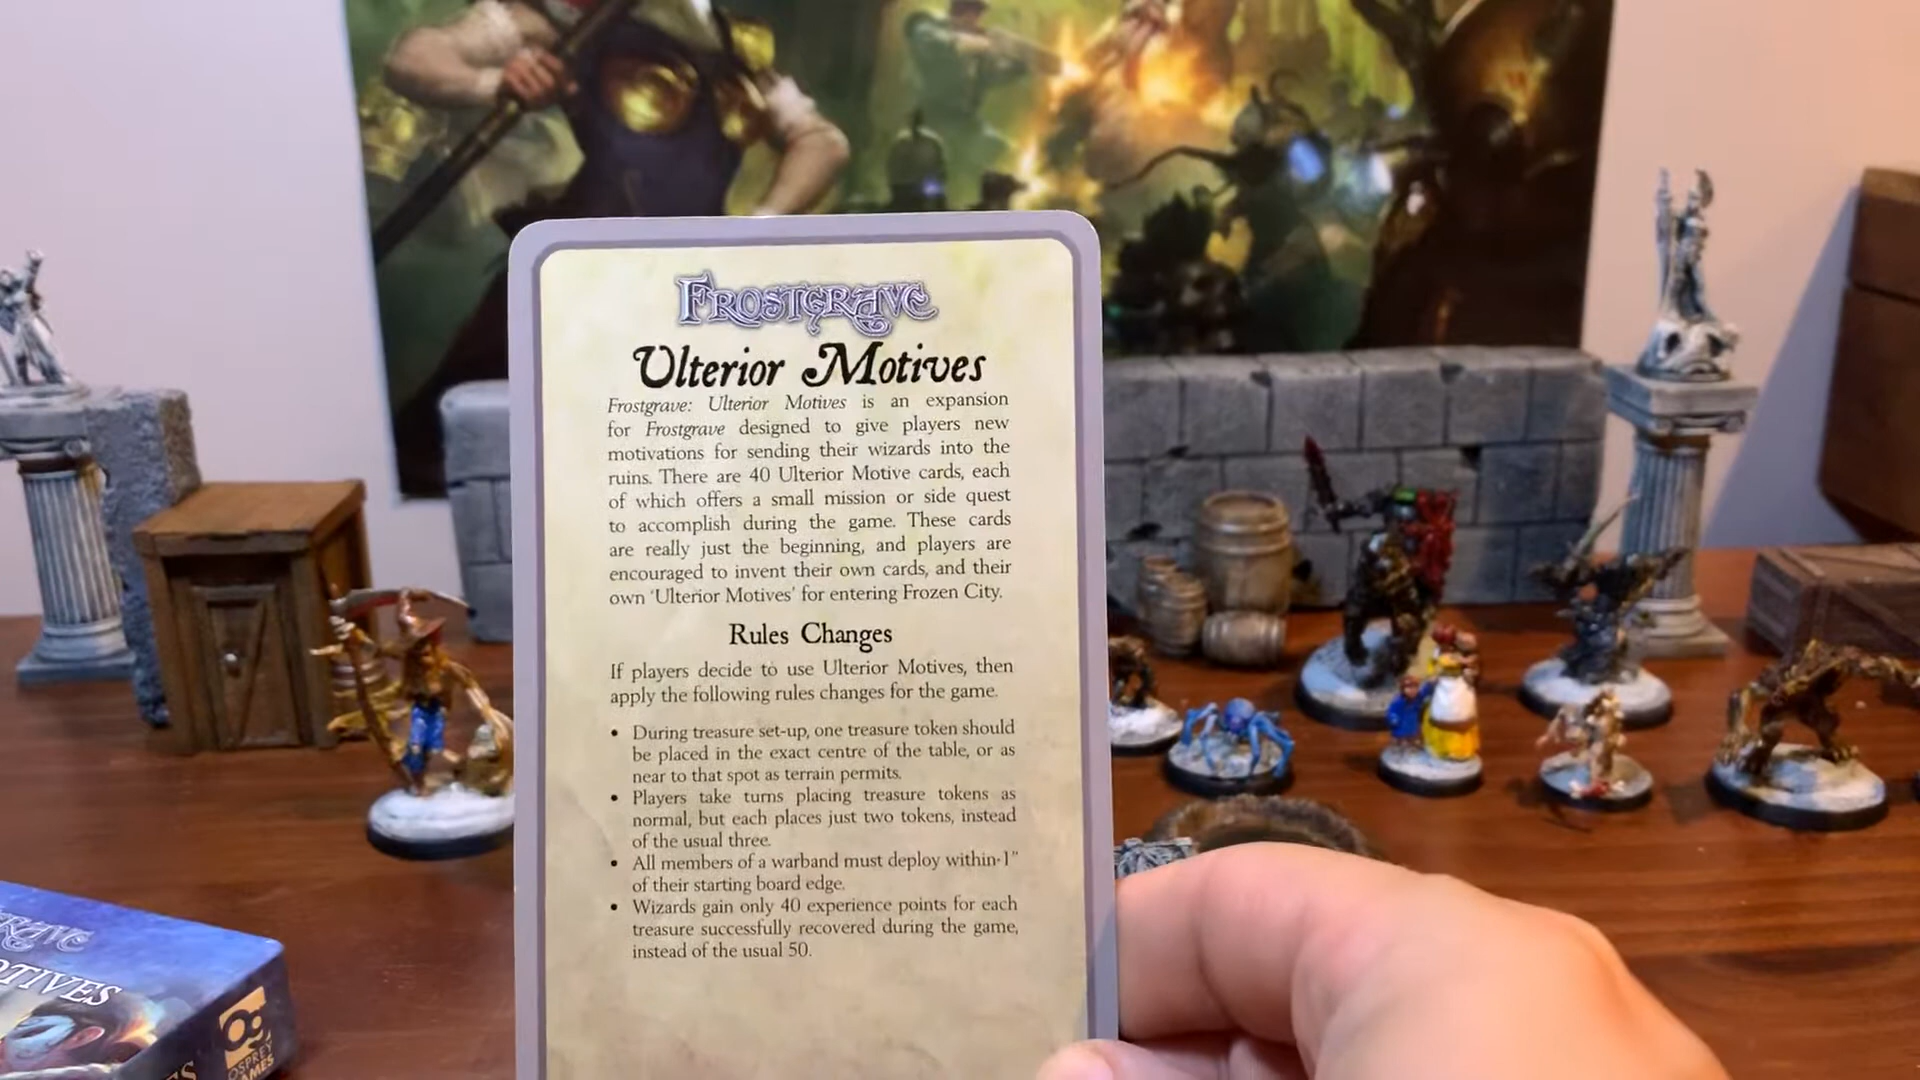 FROSTGRAVE
Ulterior Motives
Frostgrave: Ulterior Motives is an expansion
for Frostgrave designed to give players new
motivations for sending their wizards into the
ruins. There are 40 Ulterior Motive cards, each
of which offers a small mission or side quest
to accomplish during the game. These cards
are really just the beginning, and players are
encouraged to invent their own cards, and their
own ‘Ulterior Motives’ for entering Frozen City.
Rules Changes
If players decide to use Ulterior Motives, then
apply the following rules changes for the game.
• During treasure set-up, one treasure token should
be placed in the exact centre of the table, or as
near to that spot as terrain permits.
• Players take turns placing treasure tokens as
normal, but each places just two tokens, instead
of the usual three.
• All members of a warband must deploy within 1”
of their starting board edge.
• Wizards gain only 40 experience points for each
treasure successfully recovered during the game,
instead of the usual 50.
OTIVES
OSPREY
GAMES